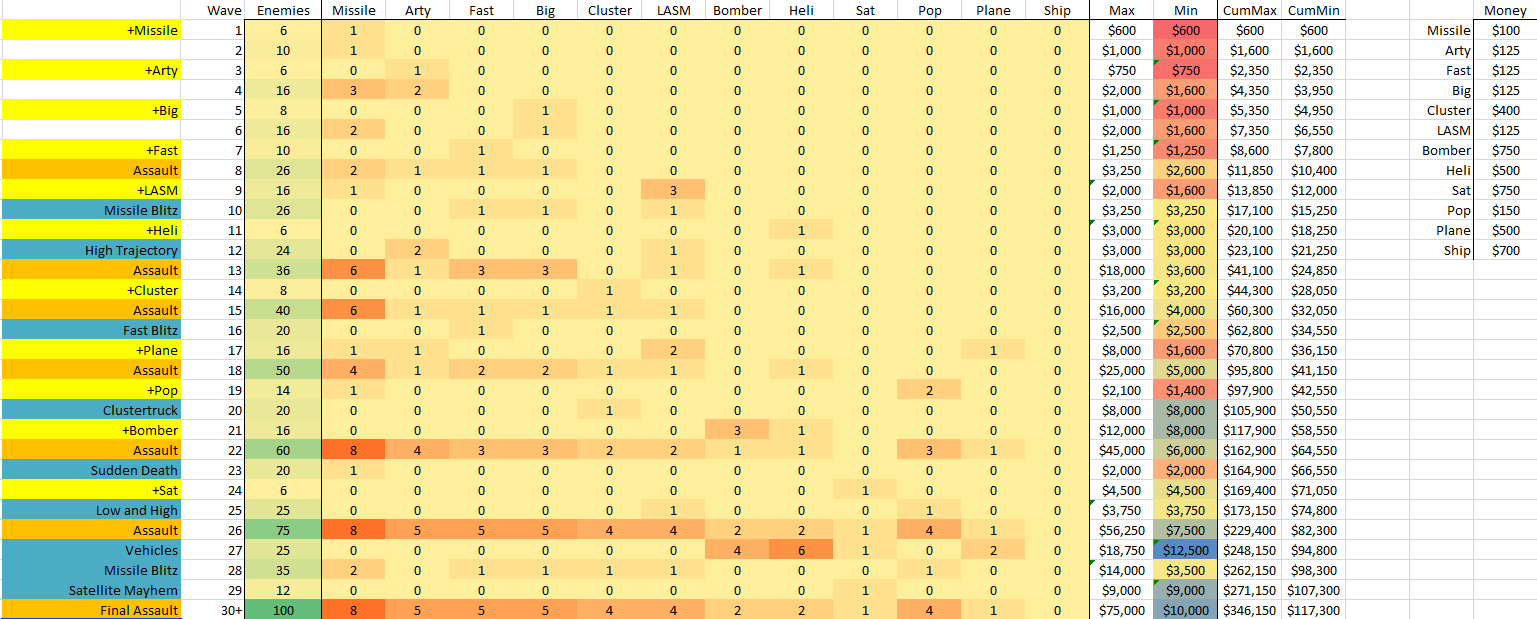 Wave Enemies Missile Arty Fast Big Cluster LASM Bomber Heli Sat Pop Plane Ship Max Min CumMax CumMin Money
+Missile 1 6 1 0 0 0 0 0 0 0 0 0 0 0 $600 $600 $600 $600 Missile $100
2 10 1 0 0 0 0 0 0 0 0 0 0 0 $1,000 $1,000 $1,600 $1,600 Arty $125
+Arty 3 6 0 1 0 0 0 0 0 0 0 0 0 0 $750 $750 $2,350 $2,350 Fast $125
4 16 3 2 0 0 0 0 0 0 0 0 0 0 $2,000 $1,600 $4,350 $3,950 Big $125
+Big 5 8 0 0 0 1 0 0 0 0 0 0 0 0 $1,000 $1,000 $5,350 $4,950 Cluster $400
6 16 2 0 0 1 0 0 0 0 0 0 0 0 $2,000 $1,600 $7,350 $6,550 LASM $125
+Fast 7 10 0 0 1 0 0 0 0 0 0 0 0 0 $1,250 $1,250 $8,600 $7,800 Bomber $750
Assault 8 26 2 1 1 1 0 0 0 0 0 0 0 0 $3,250 $2,600 $11,850 $10,400 Heli $500
+LASM 9 16 1 0 0 0 0 3 0 0 0 0 0 0 $2,000 $1,600 $13,850 $12,000 Sat $750
Missile Blitz 10 26 0 0 1 1 0 1 0 0 0 0 0 0 $3,250 $3,250 $17,100 $15,250 Pop $150
+Heli 11 6 0 0 0 0 0 0 0 1 0 0 0 0 $3,000 $3,000 $20,100 $18,250 Plane $500
High Trajectory 12 24 0 2 0 0 0 1 0 0 0 0 0 0 $3,000 $3,000 $23,100 $21,250 Ship $700
Assault 13 36 6 1 3 3 0 1 0 1 0 0 0 0 $18,000 $3,600 $41,100 $24,850
+Cluster 14 8 0 0 0 0 1 0 0 0 0 0 0 0 $3,200 $3,200 $44,300 $28,050
Assault 15 40 6 1 1 1 1 1 0 0 0 0 0 0 $16,000 $4,000 $60,300 $32,050
Fast Blitz 16 20 0 0 1 0 0 0 0 0 0 0 0 0 $2,500 $2,500 $62,800 $34,550
+Plane 17 16 1 1 0 0 0 2 0 0 0 0 1 0 $8,000 $1,600 $70,800 $36,150
Assault 18 50 4 1 2 2 1 1 0 1 0 0 0 0 $25,000 $5,000 $95,800 $41,150
+Pop 19 14 1 0 0 0 0 0 0 0 0 2 0 0 $2,100 $1,400 $97,900 $42,550
Clustertruck 20 20 0 0 0 0 1 0 0 0 0 0 0 0 $8,000 $8,000 $105,900 $50,550
+Bomber 21 16 0 0 0 0 0 0 3 1 0 0 0 0 $12,000 $8,000 $117,900 $58,550
Assault 22 60 8 4 3 3 2 2 1 1 0 3 1 0 $45,000 $6,000 $162,900 $64,550
Sudden Death 23 20 1 0 0 0 0 0 0 0 0 0 0 0 $2,000 $2,000 $164,900 $66,550
+Sat 24 6 0 0 0 0 0 0 0 0 1 0 0 0 $4,500 $4,500 $169,400 $71,050
Low and High 25 25 0 0 0 0 0 1 0 0 0 1 0 0 $3,750 $3,750 $173,150 $74,800
Assault 26 75 8 5 5 5 4 4 2 2 1 4 1 0 $56,250 $7,500 $229,400 $82,300
Vehicles 27 25 0 0 0 0 0 0 4 6 1 0 2 0 $18,750 $12,500 $248,150 $94,800
Missile Blitz 28 35 2 0 1 1 1 1 0 0 0 1 0 0 $14,000 $3,500 $262,150 $98,300
Satellite Mayhem 29 12 0 0 0 0 0 0 0 0 1 0 0 0 $9,000 $9,000 $271,150 $107,300
Final Assault 30+ 100 8 5 5 5 4 4 2 2 1 4 1 0 $75,000 $10,000 $346,150 $117,300